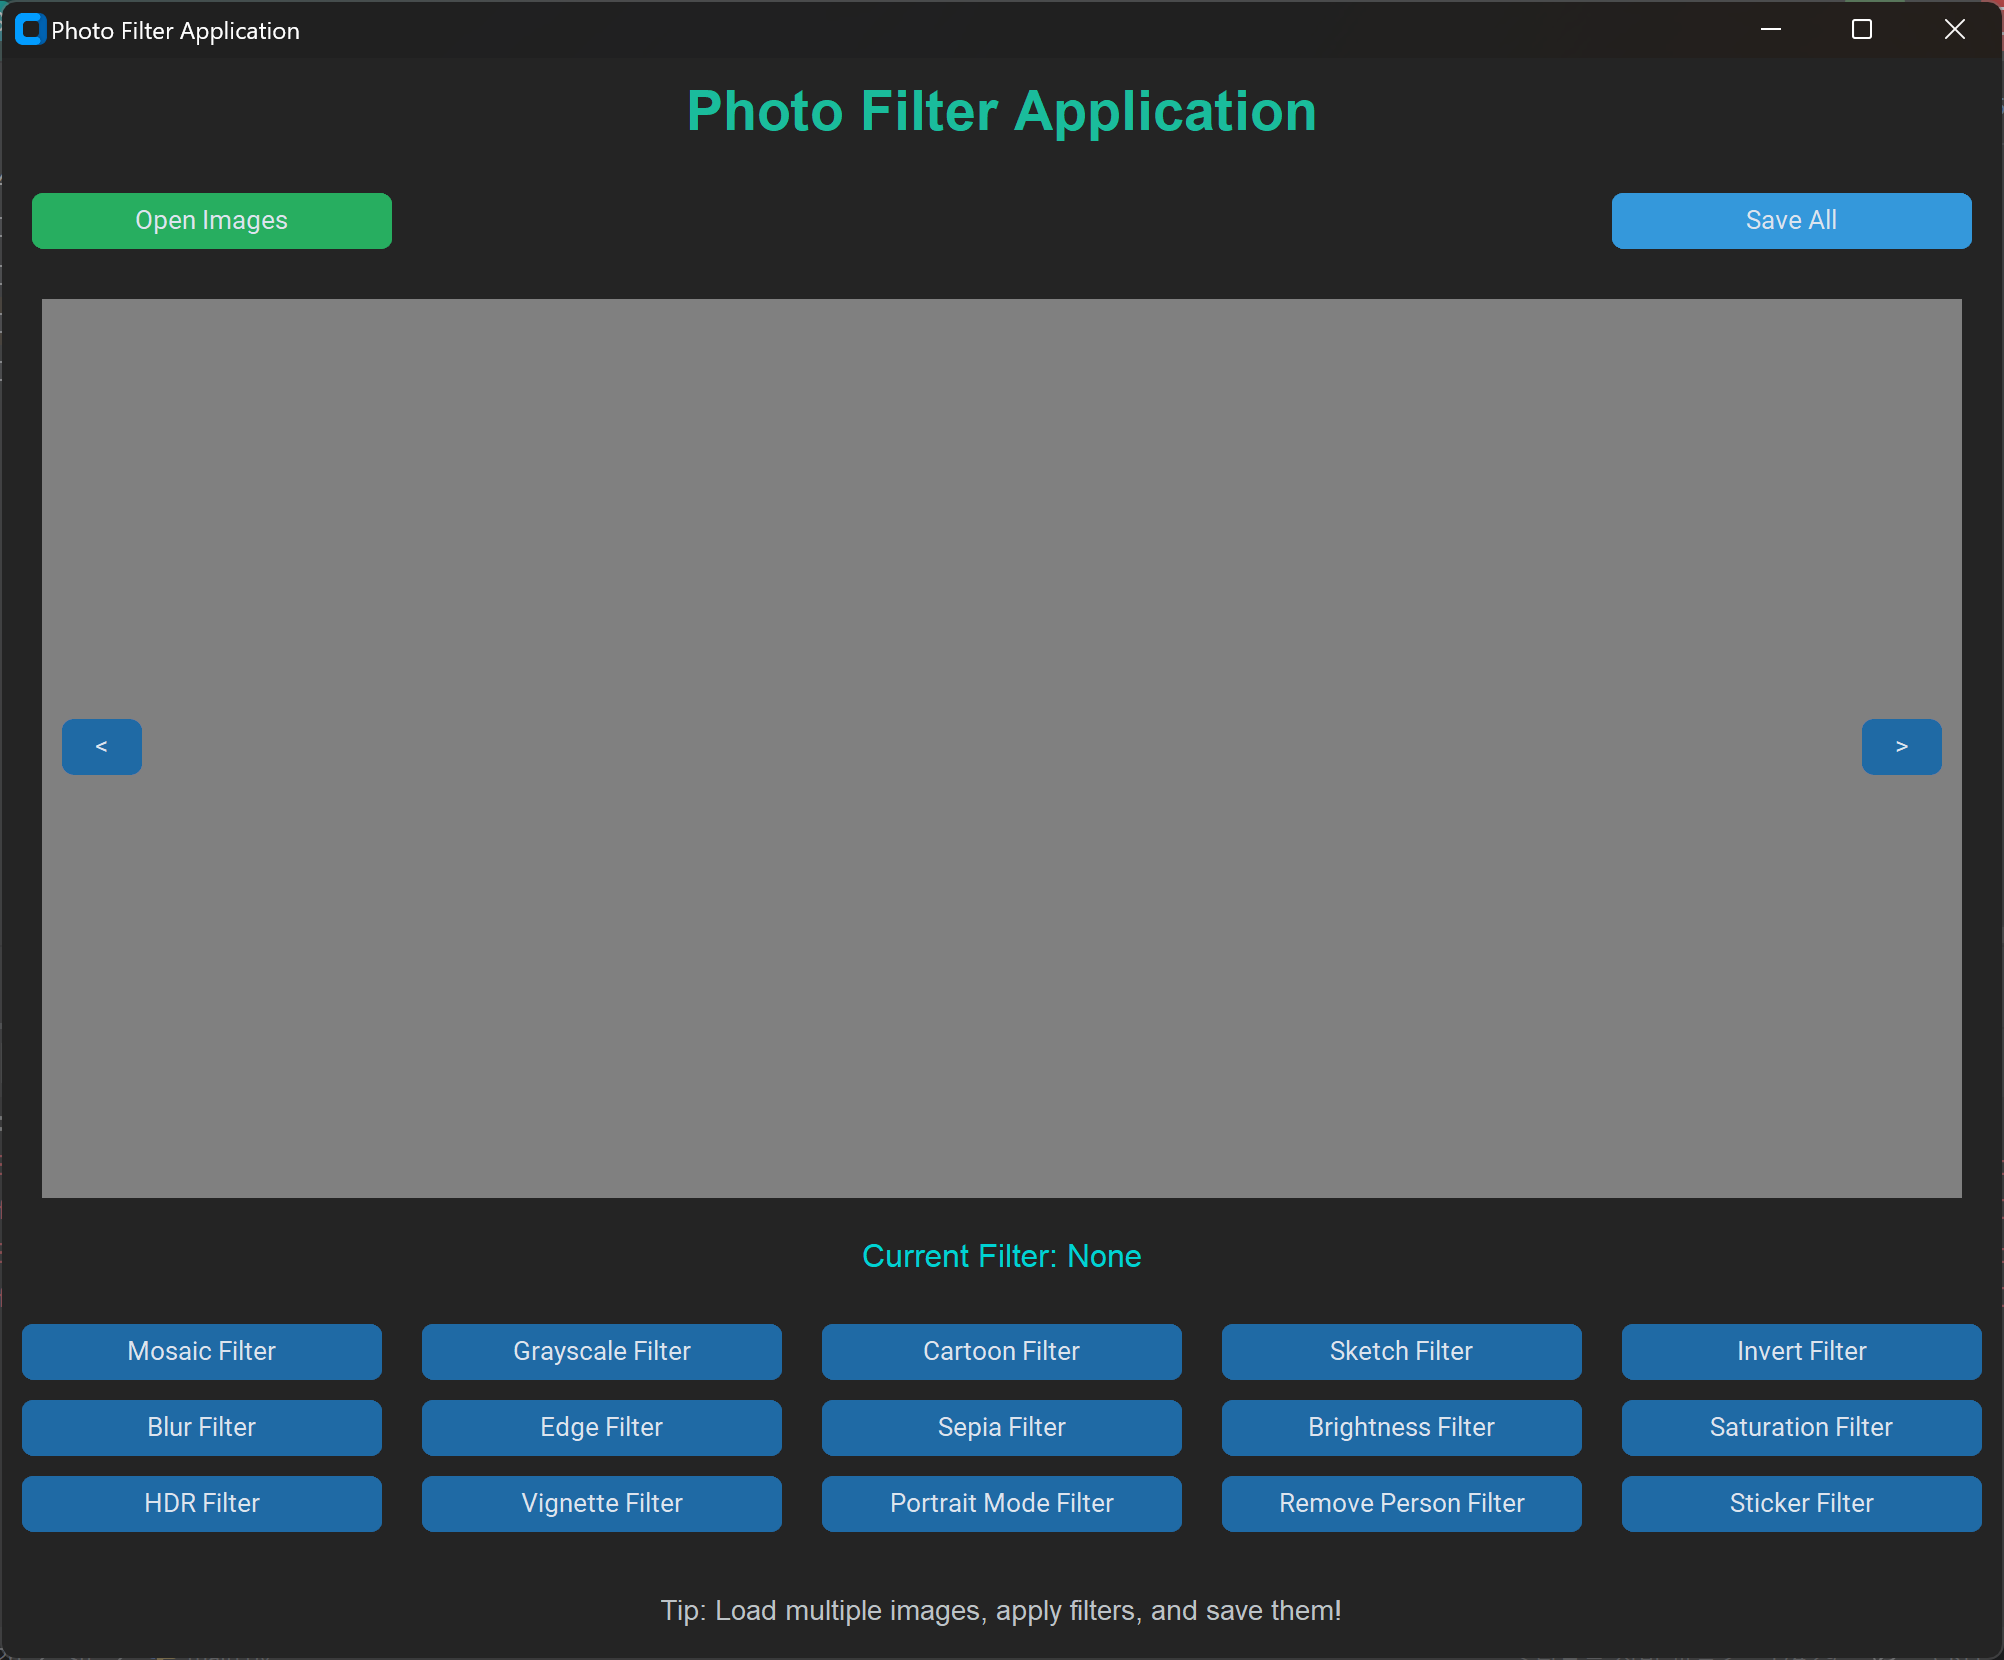 Photo Filter Application
Photo Filter Application
Open Images
Save All
<
>
Current Filter: None
Mosaic Filter
Grayscale Filter
Cartoon Filter
Sketch Filter
Invert Filter
Blur Filter
Edge Filter
Sepia Filter
Brightness Filter
Saturation Filter
HDR Filter
Vignette Filter
Portrait Mode Filter
Remove Person Filter
Sticker Filter
Tip: Load multiple images, apply filters, and save them!